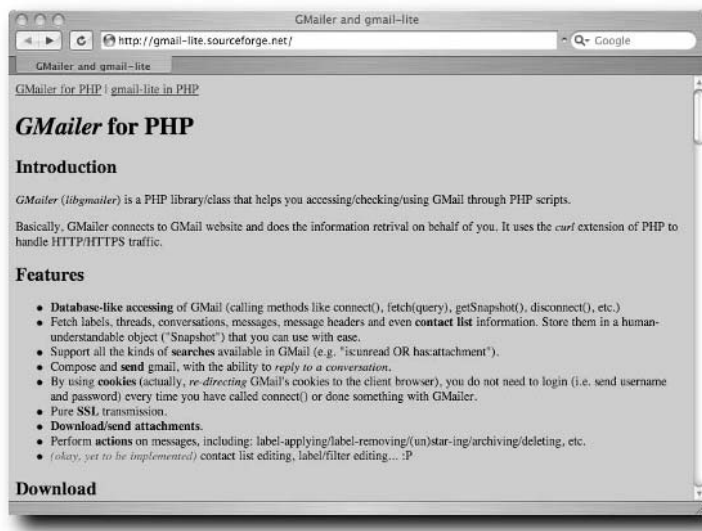 GMailer and gmail-lite
http://gmail-lite.sourceforge.net/
Google
GMailer and gmail-lite
GMailer for PHP | gmail-lite in PHP
GMailer for PHP
Introduction
GMailer (libgmailer) is a PHP library/class that helps you accessing/checking/using GMail through PHP scripts.
Basically, GMailer connects to GMail website and does the information retrival on behalf of you. It uses the curl extension of PHP to
handle HTTP/HTTPS traffic.
Features
• Database-like accessing of GMail (calling methods like connect(), fetch(query), getSnapshot(), disconnect(), etc.)
• Fetch labels, threads, conversations, messages, message headers and even contact list information. Store them in a human-
understandable object ("Snapshot") that you can use with ease.
• Support all the kinds of searches available in GMail (e.g. "is:unread OR has:attachment").
• Compose and send gmail, with the ability to reply to a conversation.
• By using cookies (actually, re-directing GMail's cookies to the client browser), you do not need to login (i.e. send username
and password) every time you have called connect() or done something with GMailer.
• Pure SSL transmission.
• Download/send attachments.
• Perform actions on messages, including: label-applying/label-removing/(un)star-ing/archiving/deleting, etc.
• (okay, yet to be implemented) contact list editing, label/filter editing... :P
Download